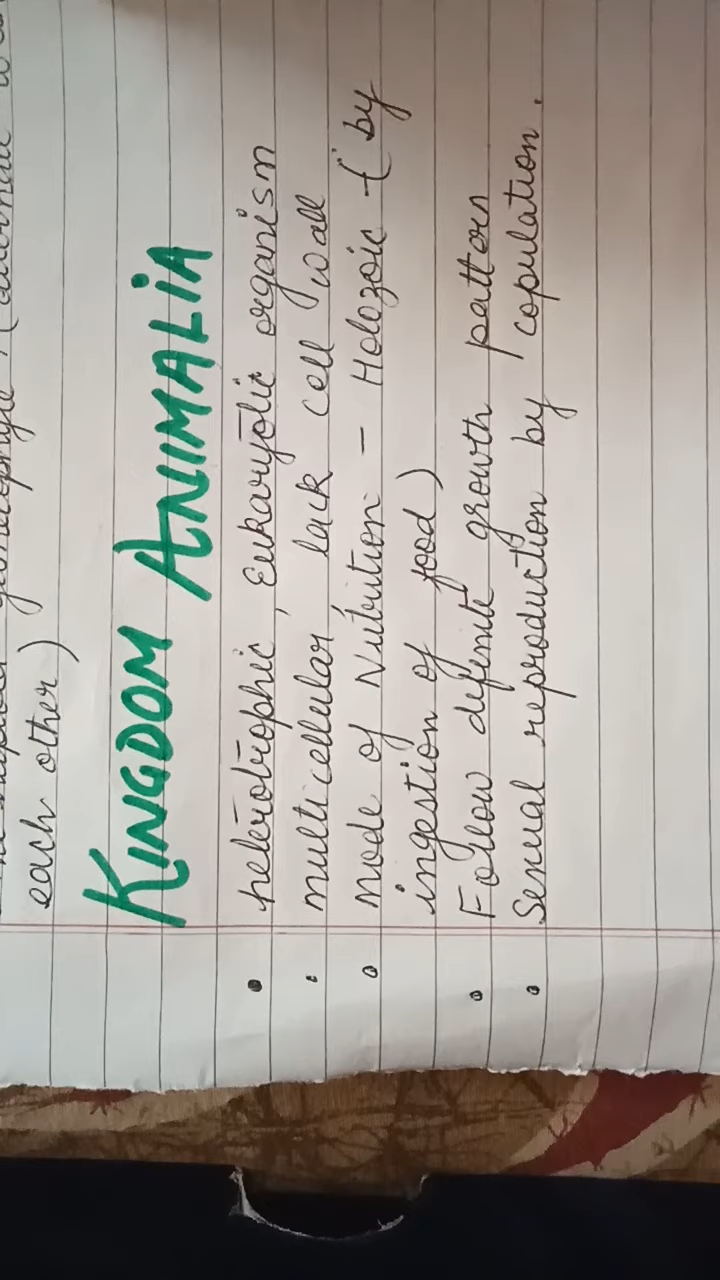 each other)
KINGDOM ANIMALIA
• heterotrophic, Eukaryotic organism
• multicellular, lack cell wall
• mode of Nutrition - Holozoic - (by
ingestion of food)
• Follow definite growth pattern
• Sexual reproduction by copulation.